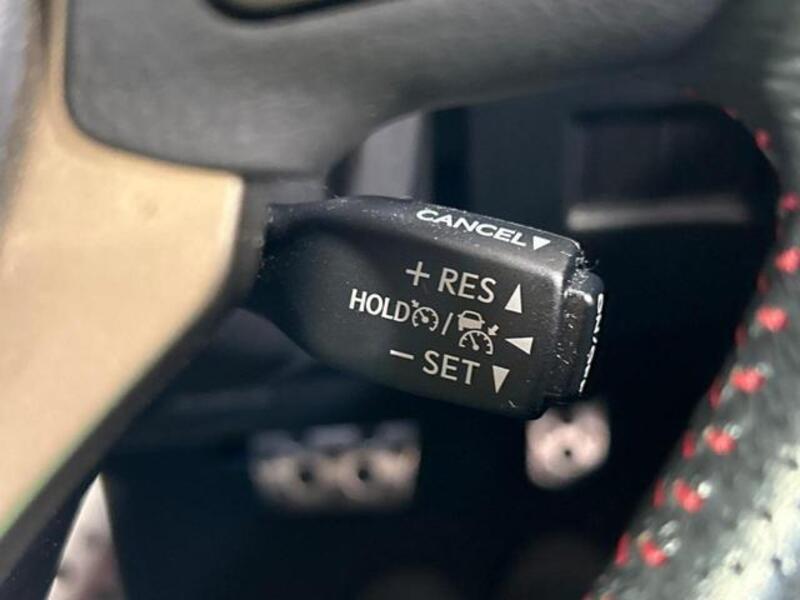 CANCEL▼
+ RES ▲
HOLD / ◀
− SET ▼